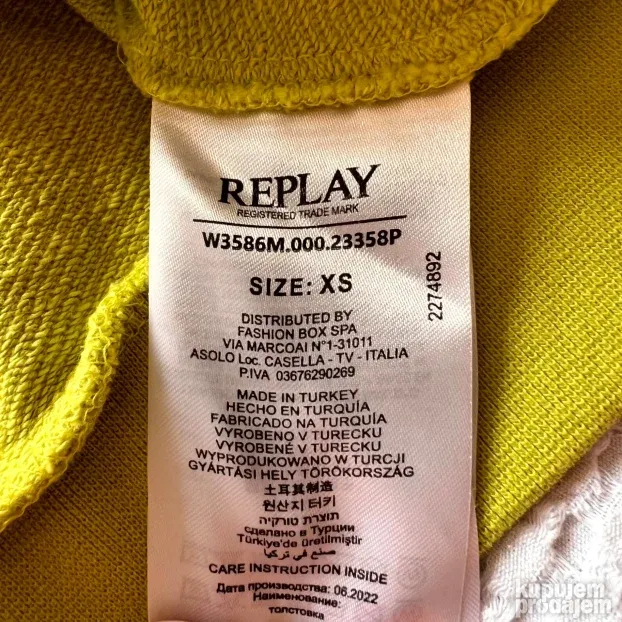 REPLAY
REGISTERED TRADE MARK
W3586M.000.23358P
SIZE: XS
2274892
DISTRIBUTED BY
FASHION BOX SPA
VIA MARCOAI N°1-31011
ASOLO Loc. CASELLA - TV - ITALIA
P.IVA 03676290269
MADE IN TURKEY
HECHO EN TURQUÍA
FABRICADO NA TURQUÍA
VYROBENO V TURECKU
VYROBENÉ V TURECKU
WYPRODUKOWANO W TURCJI
GYÁRTÁSI HELY TÖRÖKORSZÁG
土耳其制造
원산지 터키
תוצרת טורקיה
сделано в Турции
Türkiye'de üretilmiştir
صنع في تركيا
CARE INSTRUCTION INSIDE
Дата производства: 06.2022
Наименование:
толстовка
kupujem
prodajem